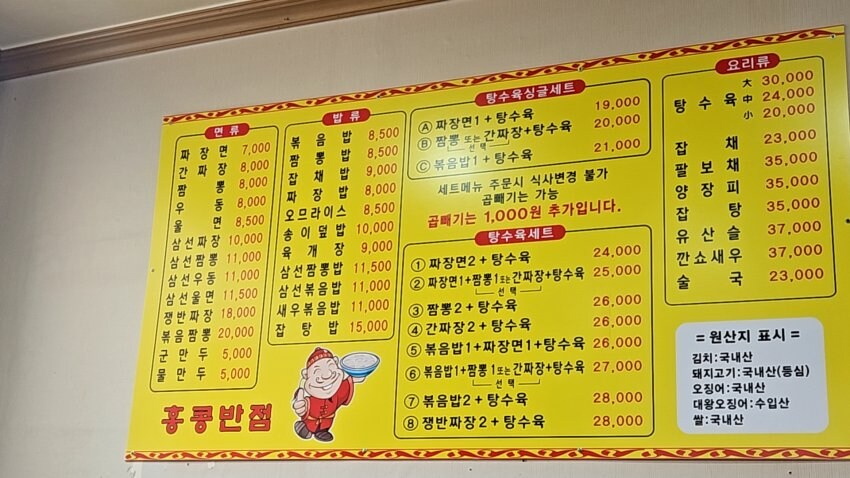 면류
짜장면 7,000
간짜장 8,000
짬뽕 8,000
우동 8,000
울면 8,500
삼선짜장 10,000
삼선짬뽕 11,000
삼선우동 11,000
삼선울면 11,500
쟁반짜장 18,000
볶음짬뽕 20,000
군만두 5,000
물만두 5,000
홍콩반점
밥류
볶음밥 8,500
짬뽕밥 8,500
잡채밥 9,000
짜장밥 8,000
오므라이스 8,500
송이덮밥 10,000
육개장 9,000
삼선짬뽕밥 11,500
삼선볶음밥 11,000
새우볶음밥 11,000
잡탕밥 15,000
탕수육싱글세트
Ⓐ 짜장면1+탕수육 19,000
Ⓑ 짬뽕 또는 간짜장+탕수육 20,000
선택
Ⓒ 볶음밥1+탕수육 21,000
세트메뉴 주문시 식사변경 불가
곱빼기는 가능
곱빼기는 1,000원 추가입니다.
탕수육세트
① 짜장면2+탕수육 24,000
② 짜장면1+짬뽕1또는간짜장+탕수육 25,000
선택
③ 짬뽕2+탕수육 26,000
④ 간짜장2+탕수육 26,000
⑤ 볶음밥1+짜장면1+탕수육 26,000
⑥ 볶음밥1+짬뽕1또는간짜장+탕수육 27,000
선택
⑦ 볶음밥2+탕수육 28,000
⑧ 쟁반짜장2+탕수육 28,000
요리류
탕수육 大 30,000
中 24,000
小 20,000
잡채 23,000
팔보채 35,000
양장피 35,000
잡탕 35,000
유산슬 37,000
깐쇼새우 37,000
술국 23,000
= 원산지 표시 =
김치:국내산
돼지고기:국내산(등심)
오징어:국내산
대왕오징어:수입산
쌀:국내산